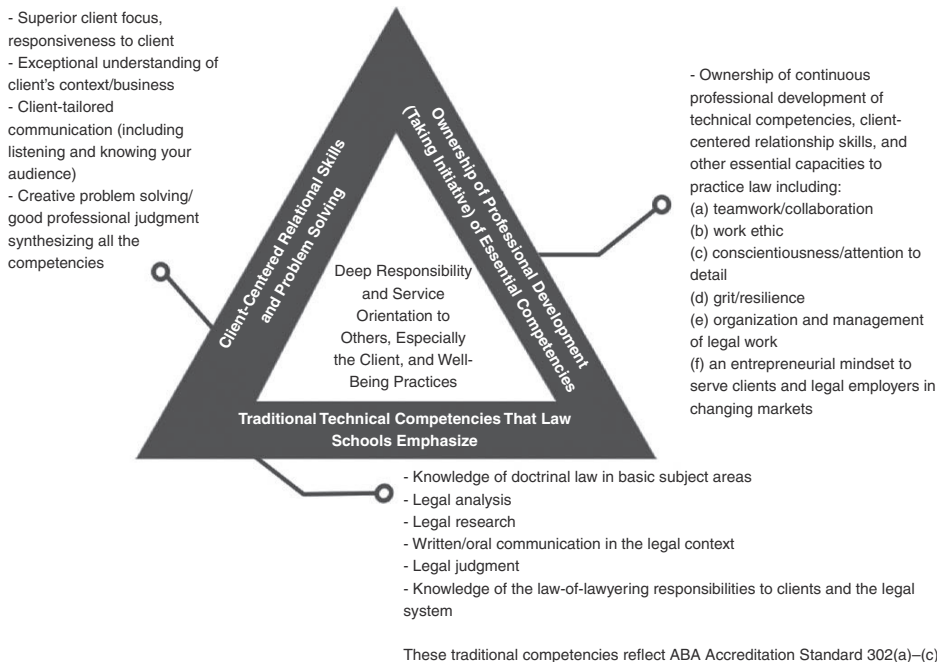 - Superior client focus,
responsiveness to client
- Exceptional understanding of
client's context/business
- Client-tailored
communication (including
listening and knowing your
audience)
- Creative problem solving/
good professional judgment
synthesizing all the
competencies
Client-Centered Relational Skills
and Problem Solving
Ownership of Professional Development
(Taking Initiative) of Essential Competencies
- Ownership of continuous
professional development of
technical competencies, client-
centered relationship skills, and
other essential capacities to
practice law including:
(a) teamwork/collaboration
(b) work ethic
(c) conscientiousness/attention to
detail
(d) grit/resilience
(e) organization and management
of legal work
(f) an entrepreneurial mindset to
serve clients and legal employers in
changing markets
Deep Responsibility
and Service
Orientation to
Others, Especially
the Client, and Well-
Being Practices
Traditional Technical Competencies That Law
Schools Emphasize
- Knowledge of doctrinal law in basic subject areas
- Legal analysis
- Legal research
- Written/oral communication in the legal context
- Legal judgment
- Knowledge of the law-of-lawyering responsibilities to clients and the legal
system
These traditional competencies reflect ABA Accreditation Standard 302(a)–(c)